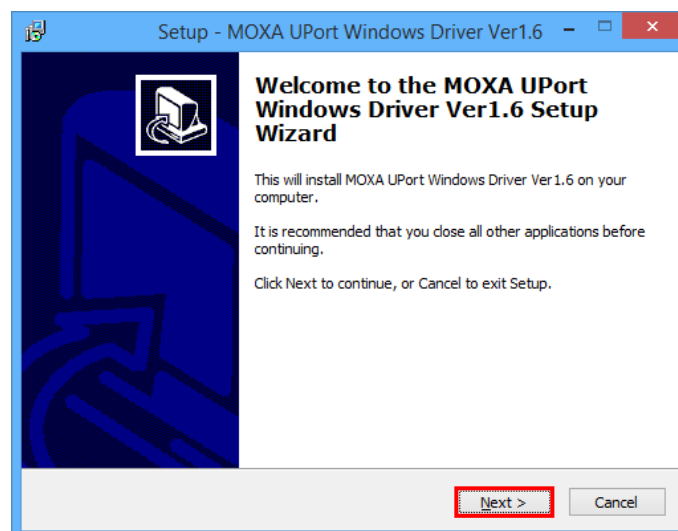 Setup - MOXA UPort Windows Driver Ver1.6
Welcome to the MOXA UPort
Windows Driver Ver1.6 Setup
Wizard
This will install MOXA UPort Windows Driver Ver1.6 on your
computer.
It is recommended that you close all other applications before
continuing.
Click Next to continue, or Cancel to exit Setup.
Next >
Cancel